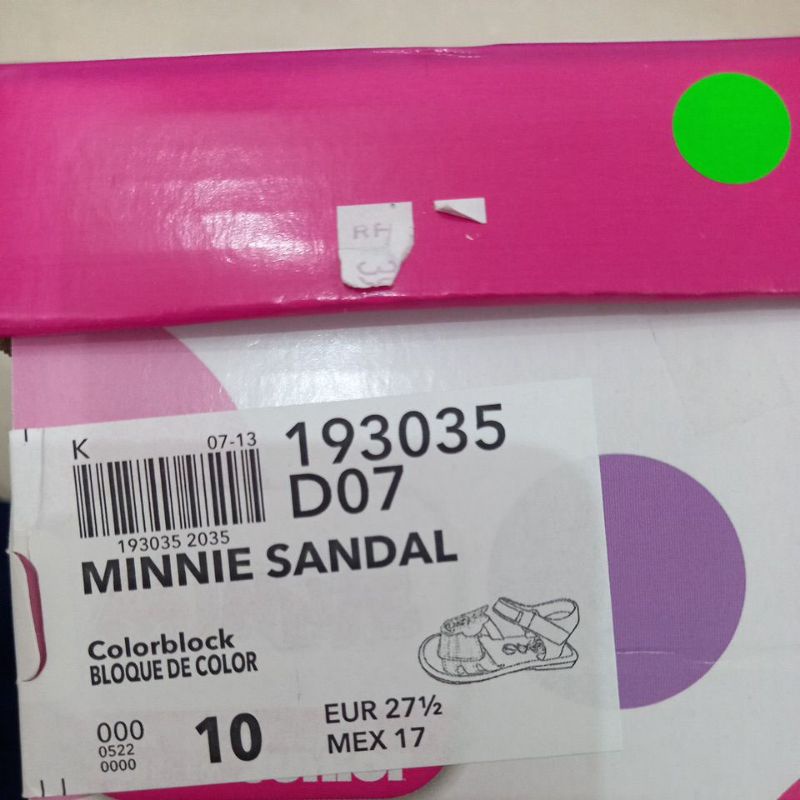 RF
K
07-13
193035
D07
193035 2035
MINNIE SANDAL
Colorblock
BLOQUE DE COLOR
000
0522
0000
10
EUR 27½
MEX 17